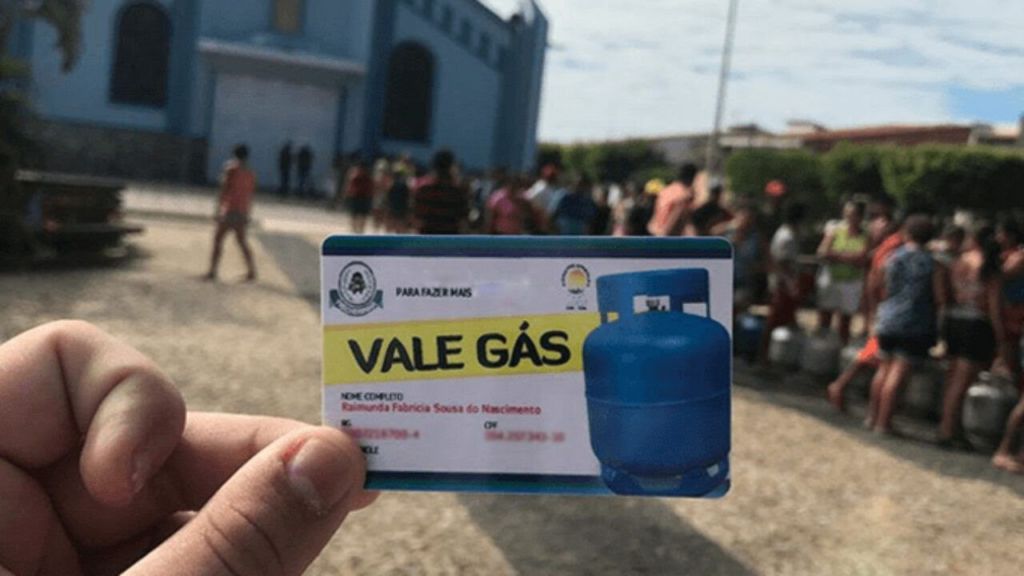 PARA FAZER MAIS
VALE GÁS
NOME COMPLETO
Raimunda Fabricia Sousa do Nascimento
RG
CPF